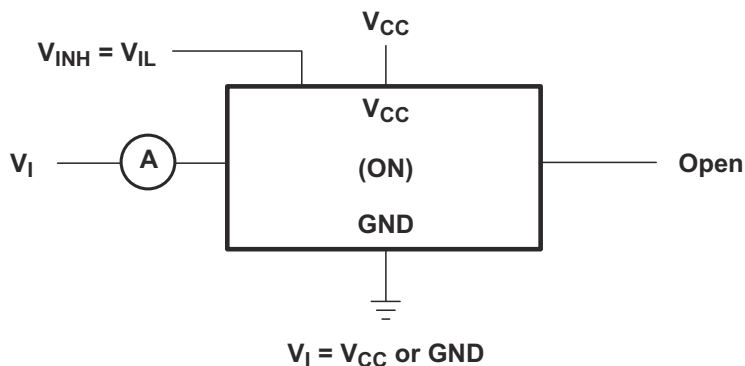 V_CC
V_INH = V_IL
V_CC
V_I
A
(ON)
Open
GND
V_I = V_CC or GND